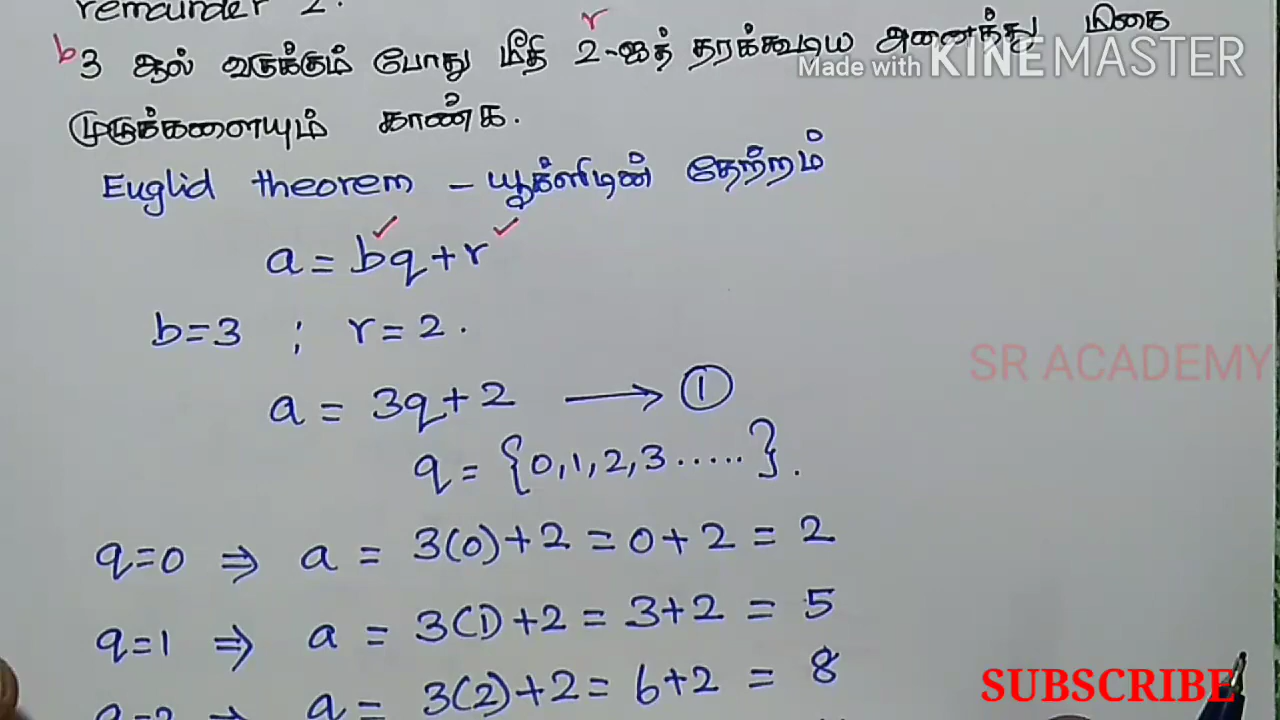 remainder 2.
r
b 3 ஆல் வகுக்கும் போது மீதி 2-ஐத் தரக்கூடிய அனைத்து மிகை
Made with KINEMASTER
முழுக்களையும் காண்க.
Euglid theorem – யூக்ளிடின் தேற்றம்
a = bq + r
b = 3 ; r = 2.
a = 3q + 2 ⟶ ①
SR ACADEMY
q = {0, 1, 2, 3 .....}.
q=0 ⇒ a = 3(0) + 2 = 0 + 2 = 2
q=1 ⇒ a = 3(1) + 2 = 3 + 2 = 5
q=2 ⇒ a = 3(2) + 2 = 6 + 2 = 8
SUBSCRIBE